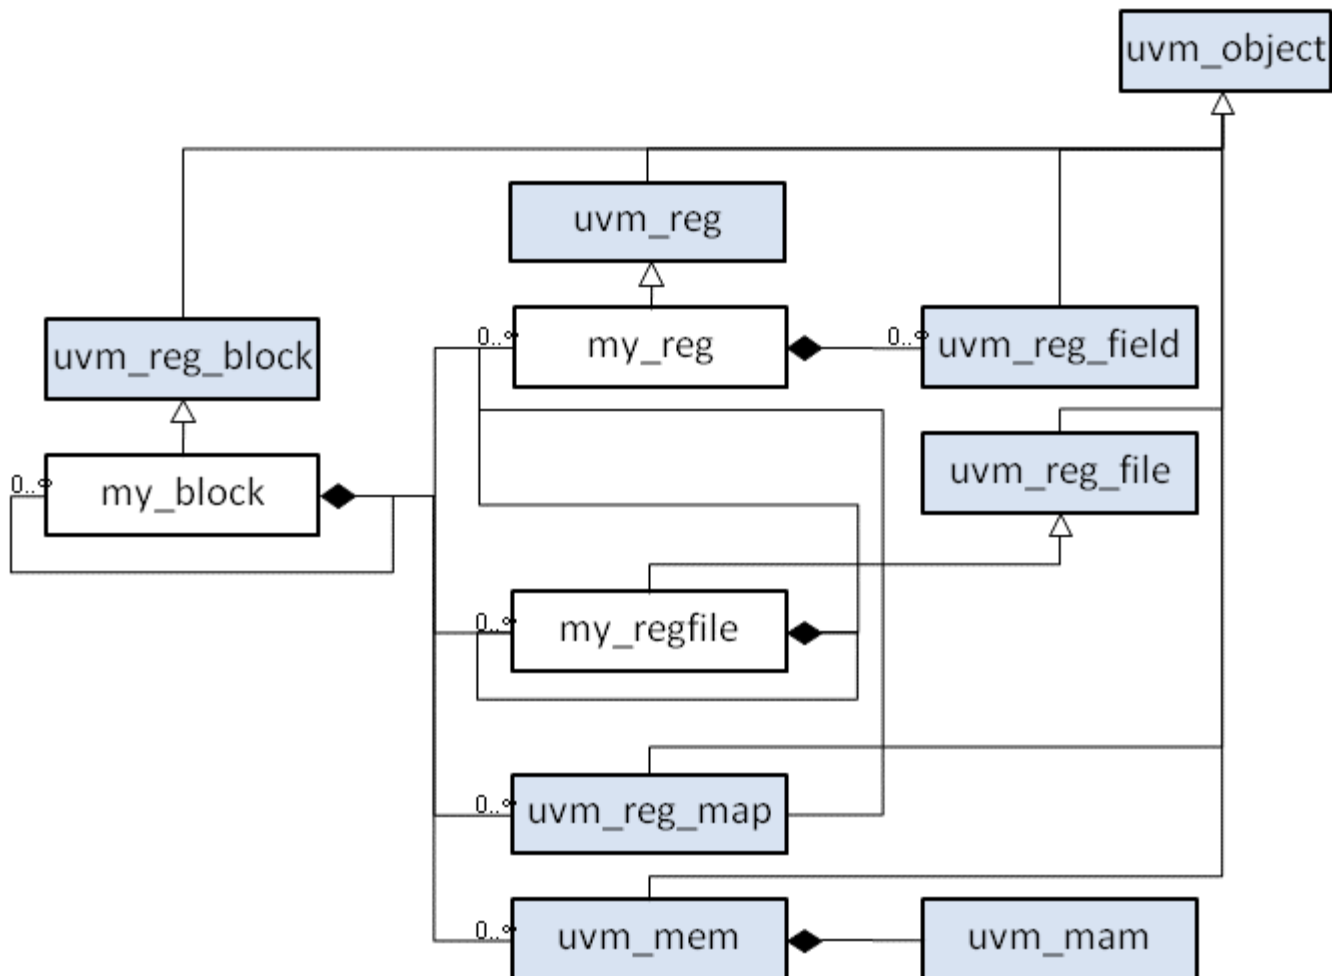 uvm_object
uvm_reg
0..∞
my_reg
0..∞
uvm_reg_field
uvm_reg_block
uvm_reg_file
0..∞
my_block
0..∞
my_regfile
0..∞
uvm_reg_map
0..∞
uvm_mem
uvm_mam